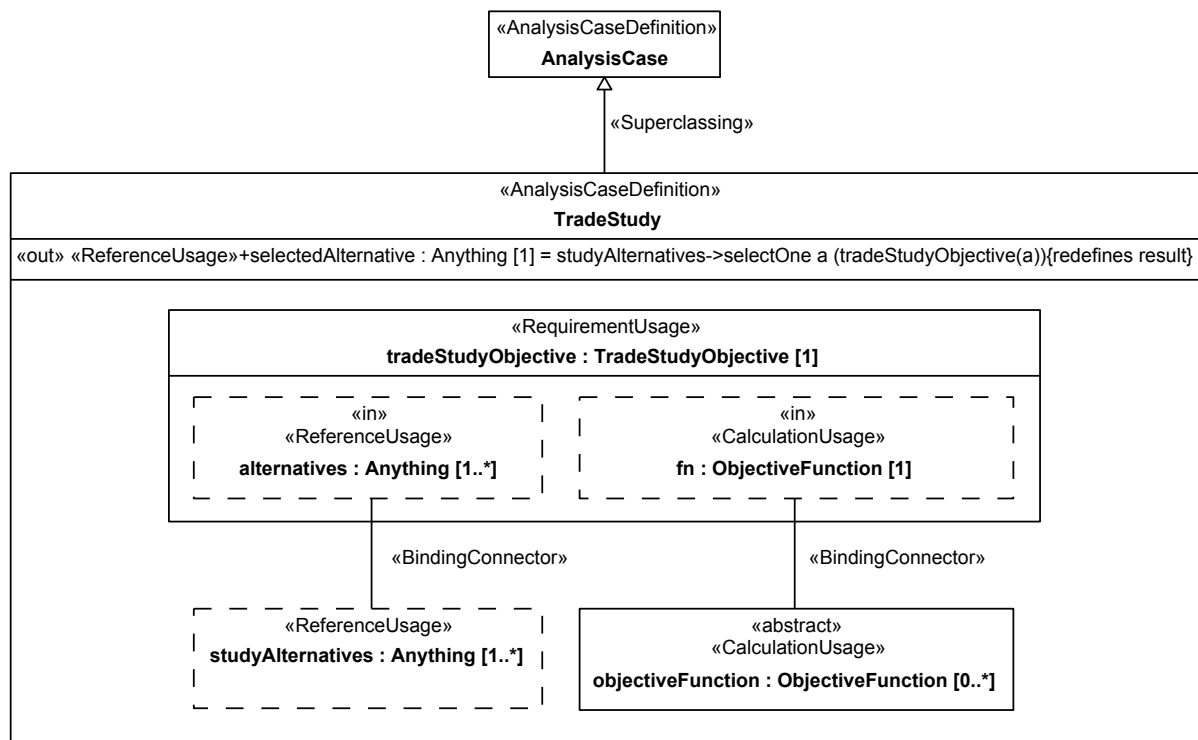 «AnalysisCaseDefinition»
AnalysisCase
«Superclassing»
«AnalysisCaseDefinition»
TradeStudy
«out» «ReferenceUsage»+selectedAlternative : Anything [1] = studyAlternatives->selectOne a (tradeStudyObjective(a)){redefines result}
«RequirementUsage»
tradeStudyObjective : TradeStudyObjective [1]
«in»
«ReferenceUsage»
alternatives : Anything [1..*]
«in»
«CalculationUsage»
fn : ObjectiveFunction [1]
«BindingConnector»
«BindingConnector»
«ReferenceUsage»
studyAlternatives : Anything [1..*]
«abstract»
«CalculationUsage»
objectiveFunction : ObjectiveFunction [0..*]